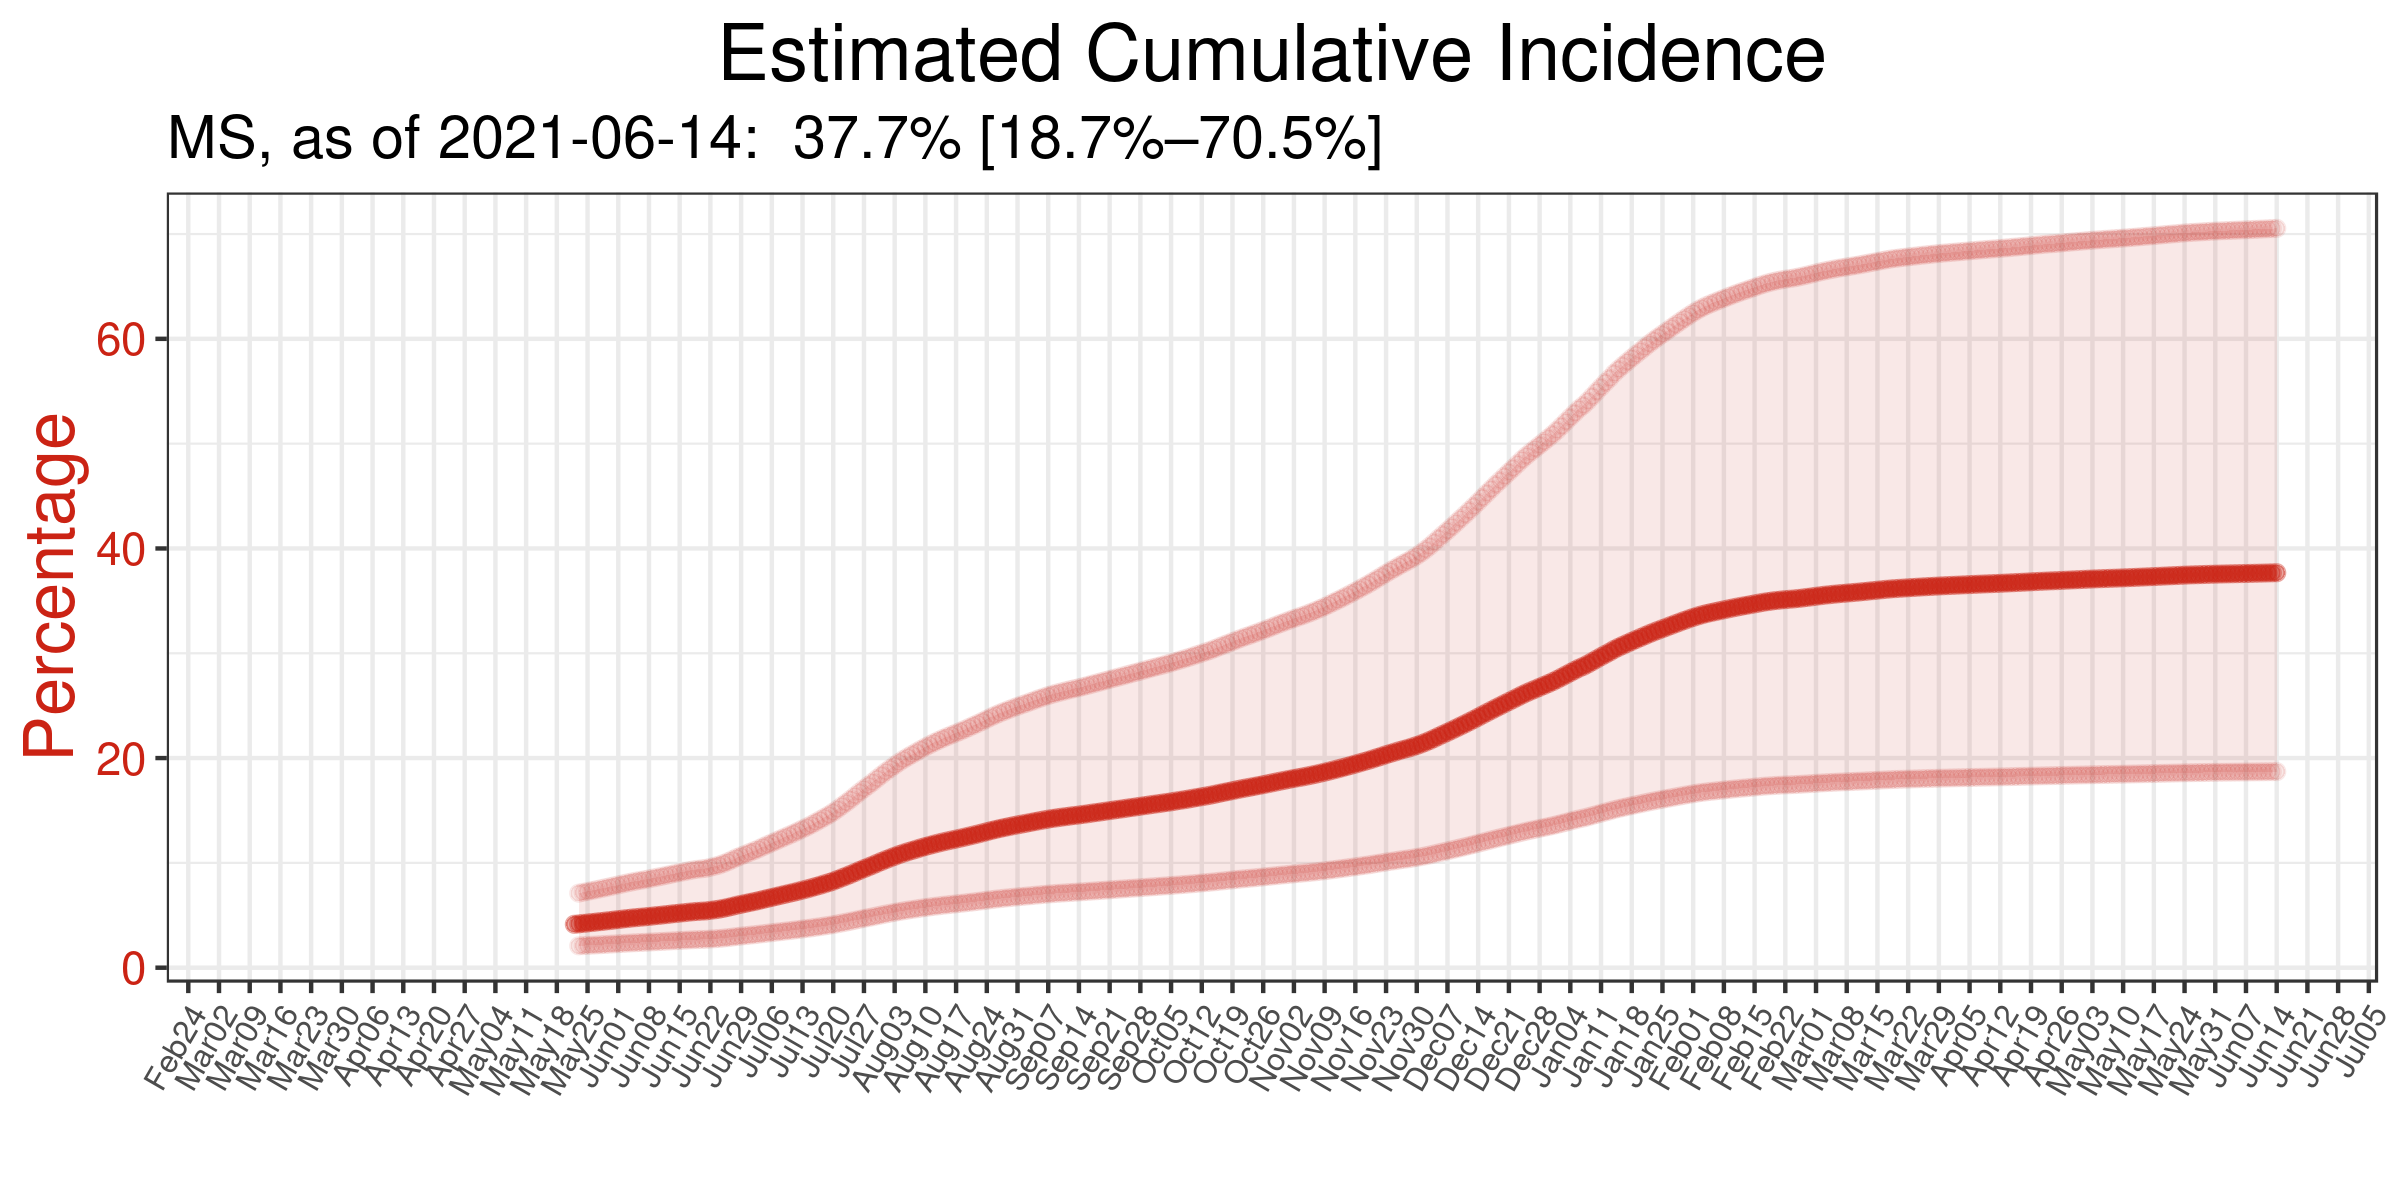 Estimated Cumulative Incidence
MS, as of 2021-06-14:  37.7% [18.7%–70.5%]
Percentage
60
40
20
0
Feb24
Mar02
Mar09
Mar16
Mar23
Mar30
Apr06
Apr13
Apr20
Apr27
May04
May11
May18
May25
Jun01
Jun08
Jun15
Jun22
Jun29
Jul06
Jul13
Jul20
Jul27
Aug03
Aug10
Aug17
Aug24
Aug31
Sep07
Sep14
Sep21
Sep28
Oct05
Oct12
Oct19
Oct26
Nov02
Nov09
Nov16
Nov23
Nov30
Dec07
Dec14
Dec21
Dec28
Jan04
Jan11
Jan18
Jan25
Feb01
Feb08
Feb15
Feb22
Mar01
Mar08
Mar15
Mar22
Mar29
Apr05
Apr12
Apr19
Apr26
May03
May10
May17
May24
May31
Jun07
Jun14
Jun21
Jun28
Jul05